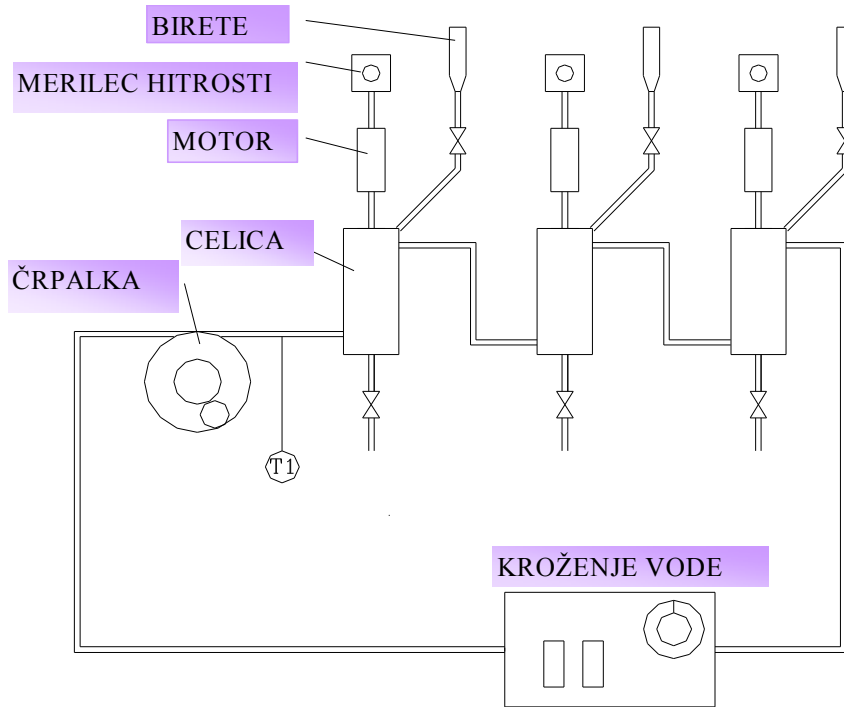 BIRETE
MERILEC HITROSTI
MOTOR
CELICA
ČRPALKA
T1
KROŽENJE VODE